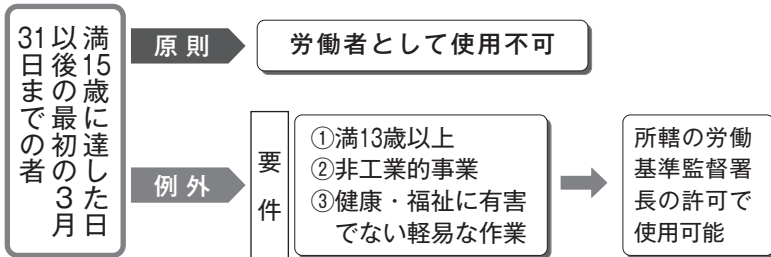 満15歳に達した日
以後の最初の３月
31日までの者
原則
労働者として使用不可
例外
要件
①満13歳以上
②非工業的事業
③健康・福祉に有害
でない軽易な作業
所轄の労働
基準監督署
長の許可で
使用可能